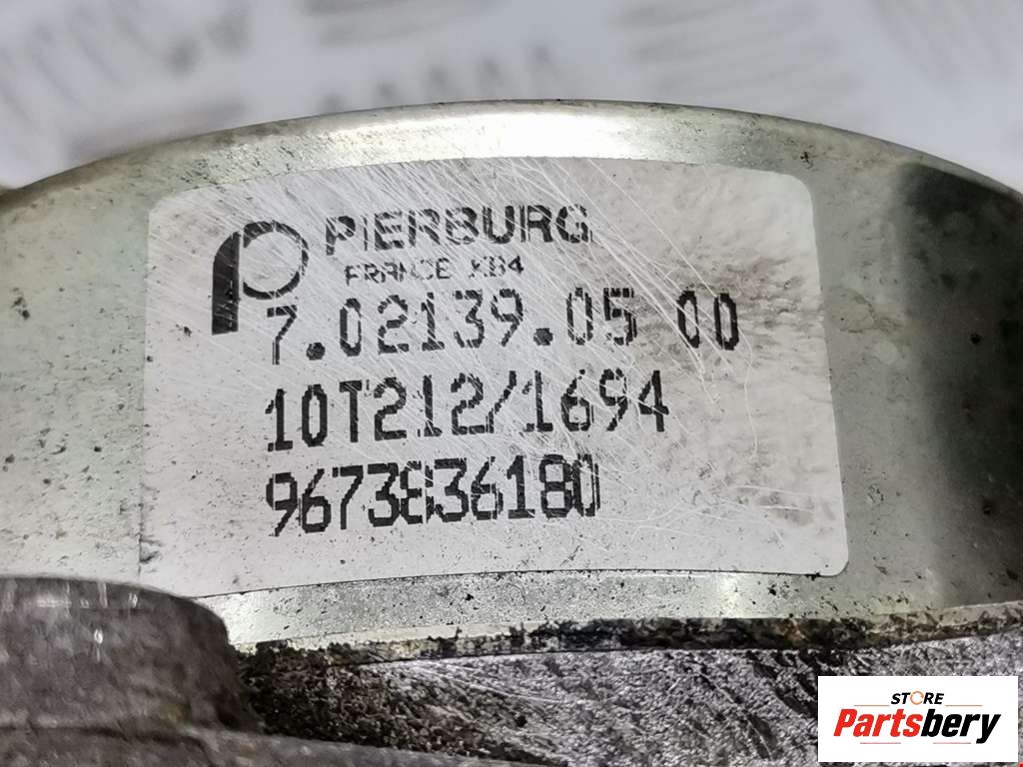 PIERBURG
FRANCE XB4
7.02139.05 00
10T212/1694
9673836180
STORE
Partsbery